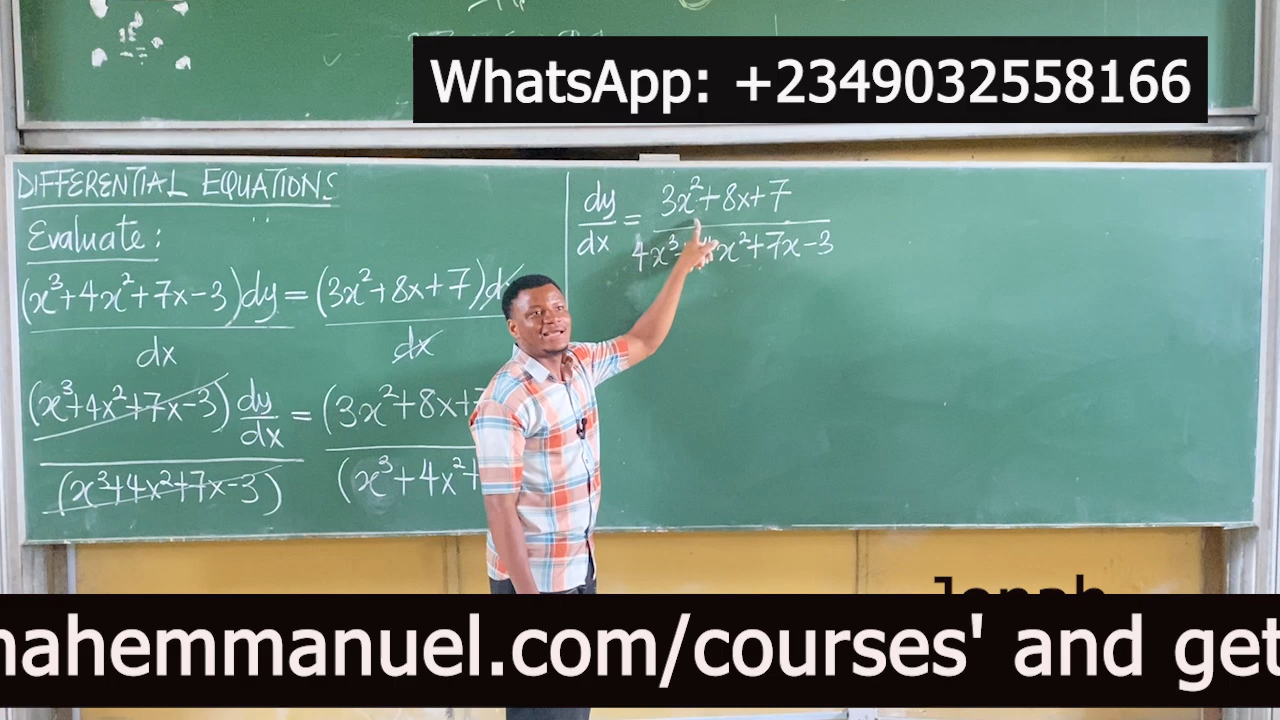 WhatsApp: +2349032558166
DIFFERENTIAL EQUATIONS
Evaluate:
(x³+4x²+7x-3)dy = (3x²+8x+7)d
dx dx
(x³+4x²+7x-3) dy/dx = (3x²+8x+7
(x³+4x²+7x-3) (x³+4x²+
dy/dx = 3x²+8x+7
4x³ x²+7x-3
Jonah
nahemmanuel.com/courses' and get